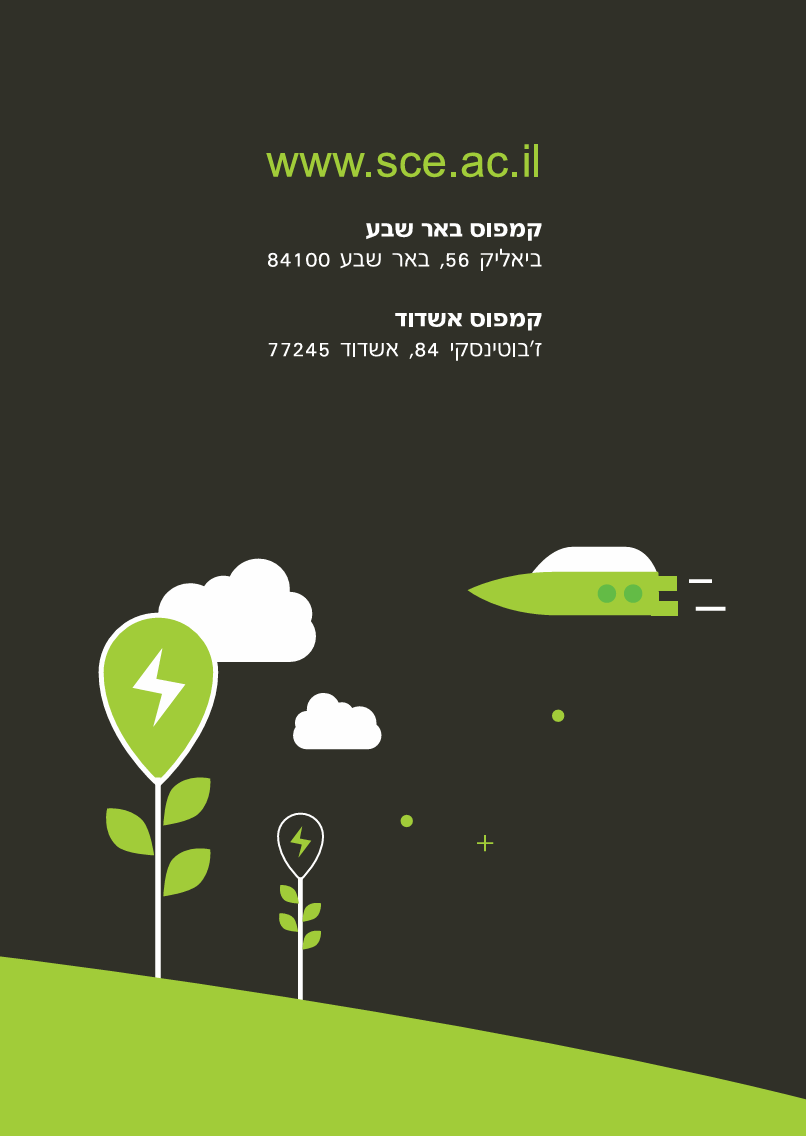 www.sce.ac.il
קמפוס באר שבע
ביאליק 56, באר שבע 84100
קמפוס אשדוד
ז'בוטינסקי 84, אשדוד 77245